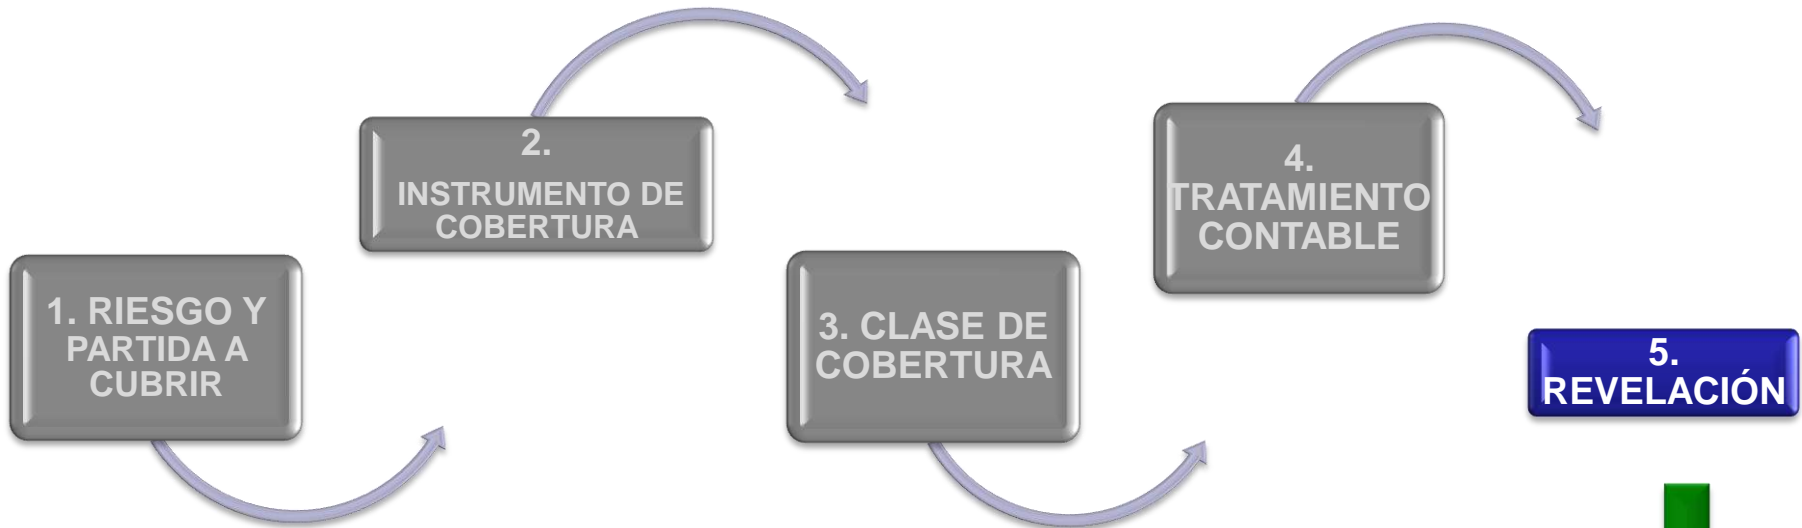 1. RIESGO Y
PARTIDA A
CUBRIR
2.
INSTRUMENTO DE
COBERTURA
3. CLASE DE
COBERTURA
4.
TRATAMIENTO
CONTABLE
5.
REVELACIÓN